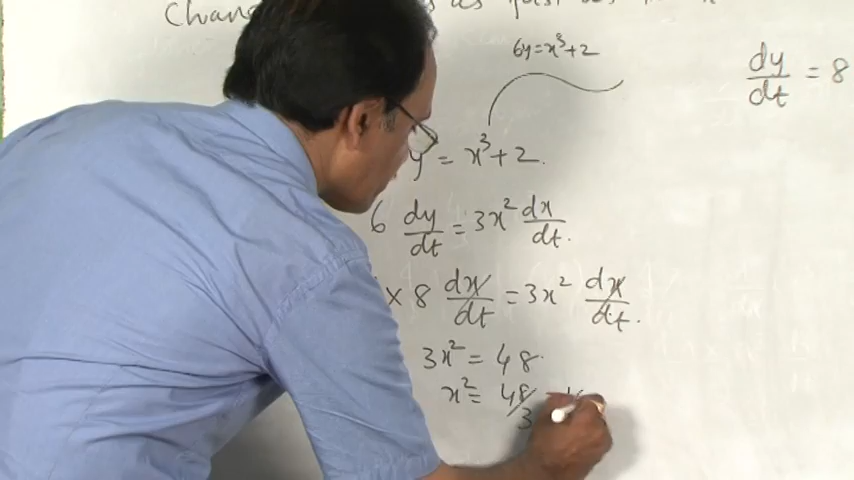 as
6y = x³ + 2
dy/dt = 8
y = x³ + 2.
6 dy/dt = 3x² dx/dt.
× 8 dx/dt = 3x² dx/dt.
3x² = 48.
x² = 48/3